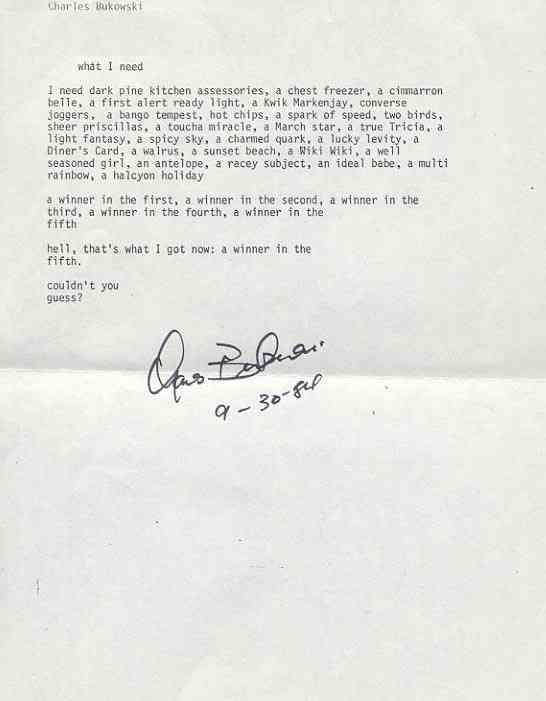 Charles Bukowski
what I need
I need dark pine kitchen assessories, a chest freezer, a cimmarron
belle, a first alert ready light, a Kwik Markenjay, converse
joggers, a bango tempest, hot chips, a spark of speed, two birds,
sheer priscillas, a toucha miracle, a March star, a true Tricia, a
light fantasy, a spicy sky, a charmed quark, a lucky levity, a
Diner's Card, a walrus, a sunset beach, a Wiki Wiki, a well
seasoned girl, an antelope, a racey subject, an ideal babe, a multi
rainbow, a halcyon holiday
a winner in the first, a winner in the second, a winner in the
third, a winner in the fourth, a winner in the
fifth
hell, that's what I got now: a winner in the
fifth.
couldn't you
guess?
Charles Bukowski
9-30-84